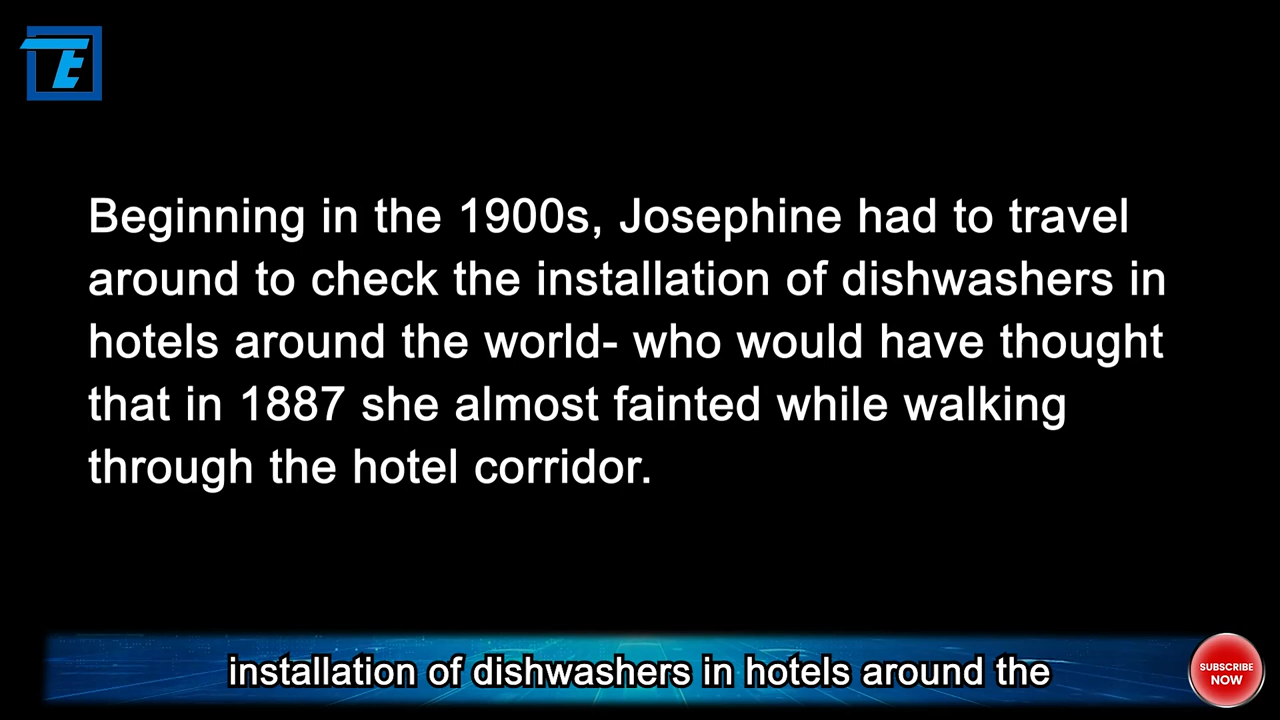 TE
Beginning in the 1900s, Josephine had to travel
around to check the installation of dishwashers in
hotels around the world- who would have thought
that in 1887 she almost fainted while walking
through the hotel corridor.
installation of dishwashers in hotels around the
SUBSCRIBE
NOW